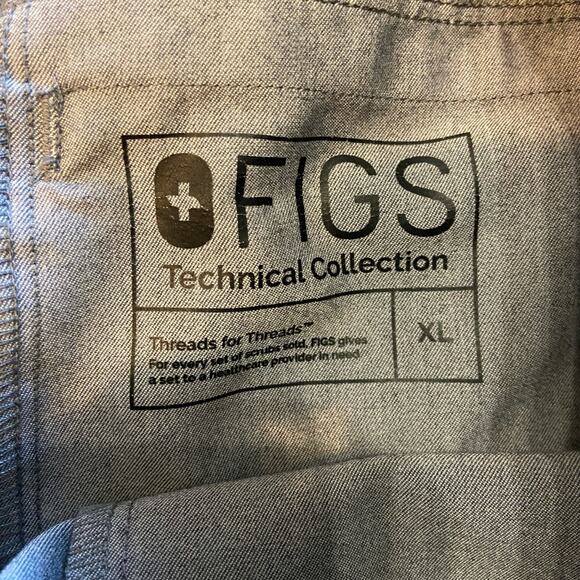 FIGS
Technical Collection
Threads for Threads™
For every set of scrubs sold, FIGS gives
a set to a healthcare provider in need
XL